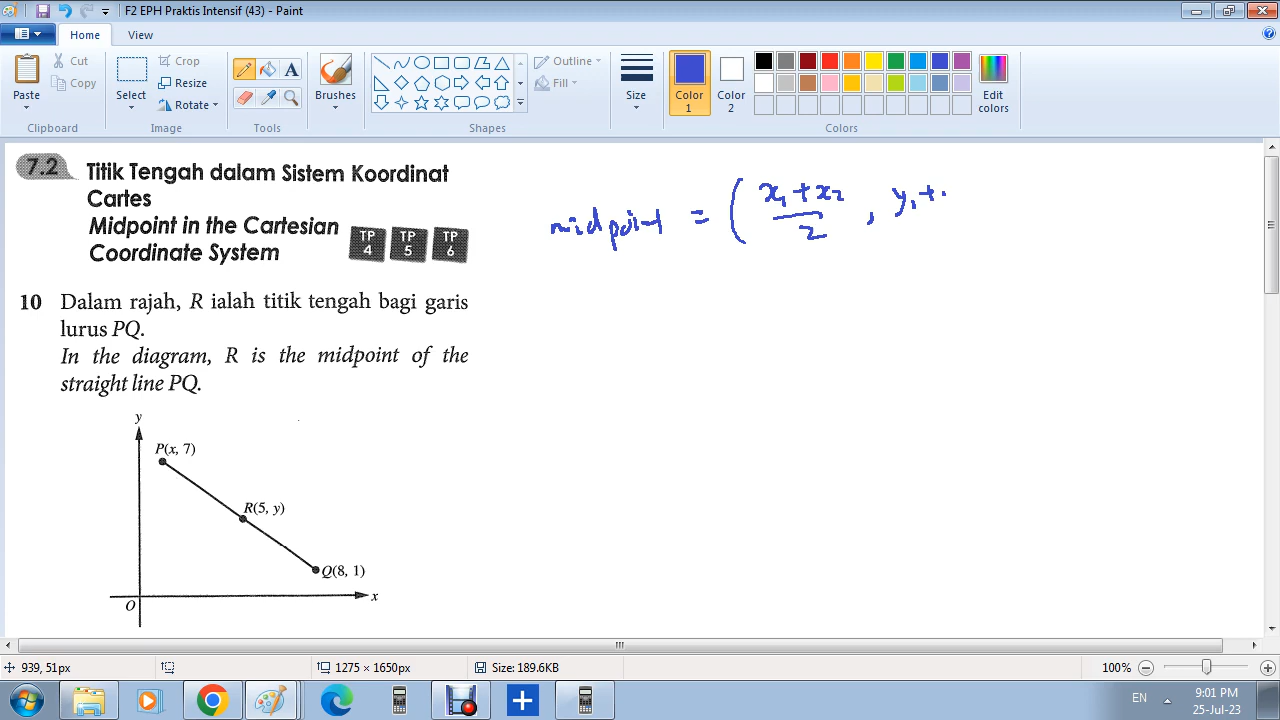 F2 EPH Praktis Intensif (43) - Paint
Home View
Paste
Cut
Copy
Clipboard
Select
Crop
Resize
Rotate
Image
A
Tools
Brushes
Shapes
Outline
Fill
Size
Color 1
Color 2
Edit colors
Colors
7.2 Titik Tengah dalam Sistem Koordinat
Cartes
Midpoint in the Cartesian
Coordinate System
TP 4 TP 5 TP 6
midpoint = ( x₁ + x₂ / 2 , y₁ +
10 Dalam rajah, R ialah titik tengah bagi garis
lurus PQ.
In the diagram, R is the midpoint of the
straight line PQ.
y
P(x, 7)
R(5, y)
Q(8, 1)
O
x
939, 51px
1275 × 1650px
Size: 189.6KB
100%
EN
9:01 PM
25-Jul-23